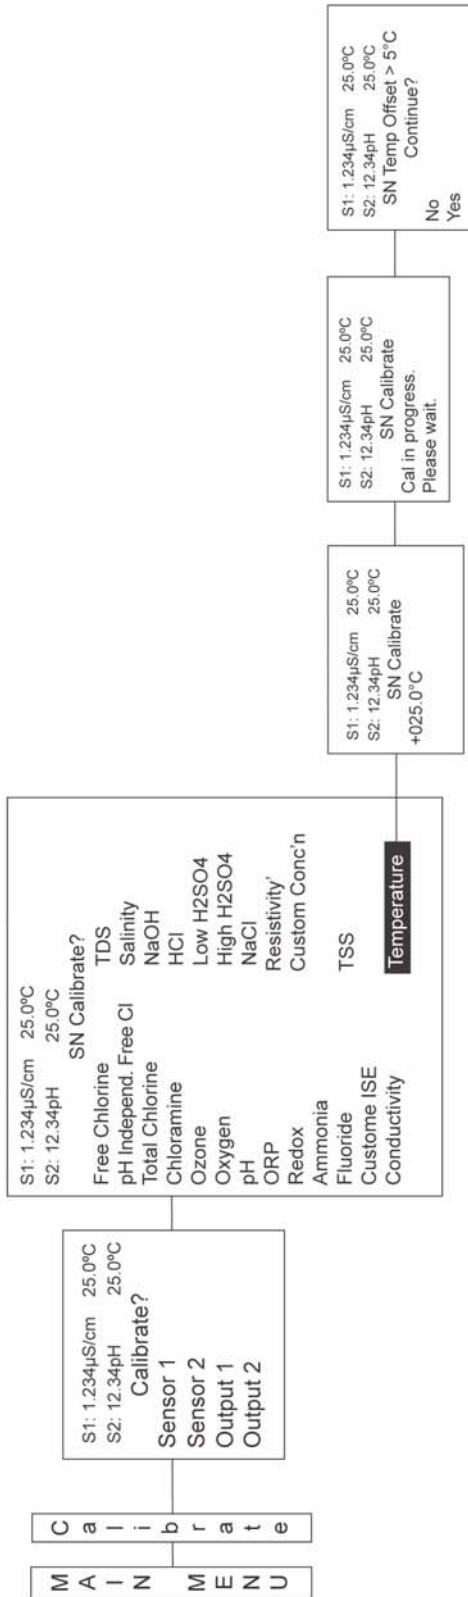 MAIN MENU
Calibrate
S1: 1.234µS/cm 25.0ºC
S2: 12.34pH 25.0ºC
Calibrate?
Sensor 1
Sensor 2
Output 1
Output 2
S1: 1.234µS/cm 25.0ºC
S2: 12.34pH 25.0ºC
SN Calibrate?
Free Chlorine TDS
pH Independ. Free Cl Salinity
Total Chlorine NaOH
Chloramine HCl
Ozone Low H2SO4
Oxygen High H2SO4
pH NaCl
ORP Resistivity'
Redox Custom Conc'n
Ammonia
Fluoride TSS
Custome ISE
Conductivity Temperature
S1: 1.234µS/cm 25.0ºC
S2: 12.34pH 25.0ºC
SN Calibrate
+025.0°C
S1: 1.234µS/cm 25.0ºC
S2: 12.34pH 25.0ºC
SN Calibrate
Cal in progress.
Please wait.
S1: 1.234µS/cm 25.0ºC
S2: 12.34pH 25.0ºC
SN Temp Offset > 5°C
Continue?
No
Yes